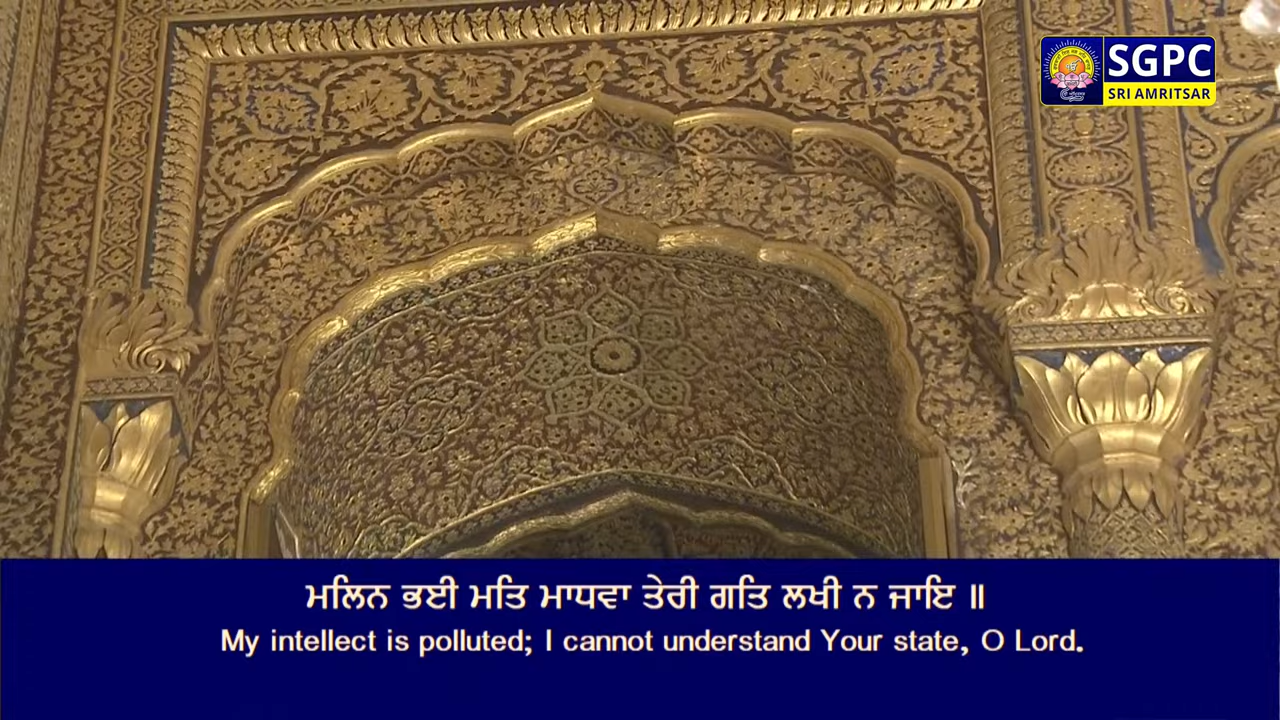 SGPC
SRI AMRITSAR
ਮਲਿਨ ਭਈ ਮਤਿ ਮਾਧਵਾ ਤੇਰੀ ਗਤਿ ਲਖੀ ਨ ਜਾਇ ॥
My intellect is polluted; I cannot understand Your state, O Lord.